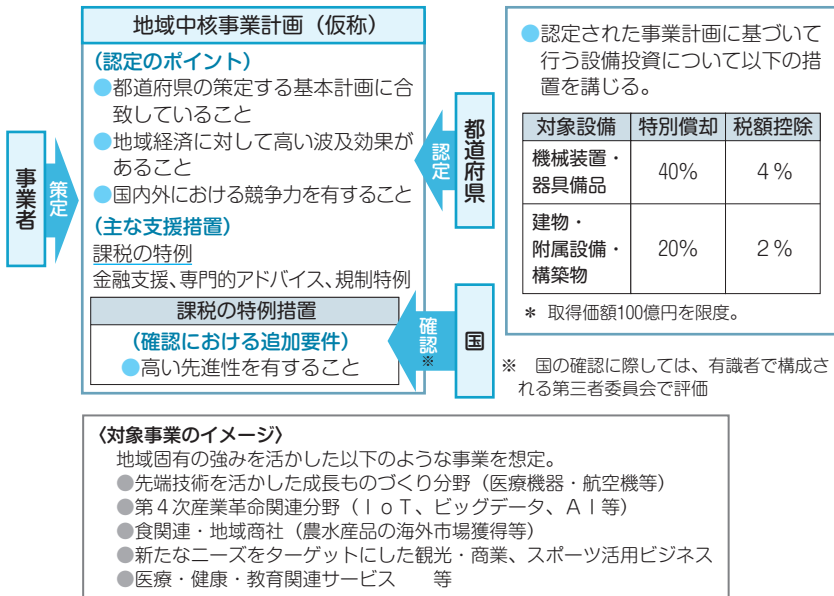 地域中核事業計画（仮称）
（認定のポイント）
●都道府県の策定する基本計画に合
致していること
●地域経済に対して高い波及効果が
あること
●国内外における競争力を有すること
（主な支援措置）
課税の特例
金融支援、専門的アドバイス、規制特例
課税の特例措置
（確認における追加要件）
●高い先進性を有すること
事業者
策定
認定
都道府県
確認※
国
●認定された事業計画に基づいて
行う設備投資について以下の措
置を講じる。
対象設備 特別償却 税額控除
機械装置・
器具備品 40% 4%
建物・
附属設備・
構築物 20% 2%
＊ 取得価額100億円を限度。
※ 国の確認に際しては、有識者で構成さ
れる第三者委員会で評価
〈対象事業のイメージ〉
地域固有の強みを活かした以下のような事業を想定。
●先端技術を活かした成長ものづくり分野（医療機器・航空機等）
●第４次産業革命関連分野（ＩｏＴ、ビッグデータ、ＡＩ等）
●食関連・地域商社（農水産品の海外市場獲得等）
●新たなニーズをターゲットにした観光・商業、スポーツ活用ビジネス
●医療・健康・教育関連サービス 等